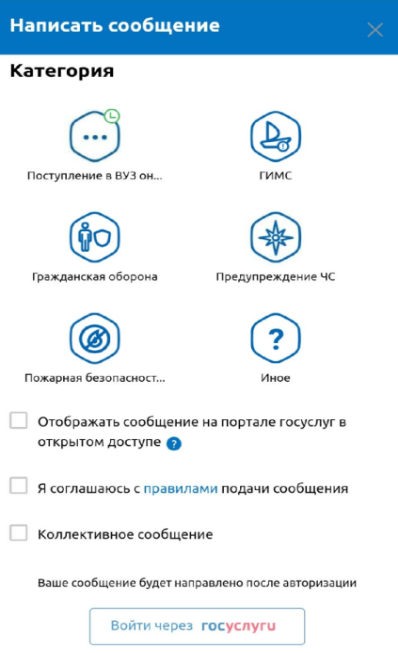 Написать сообщение
Категория
Поступление в ВУЗ он...
ГИМС
Гражданская оборона
Предупреждение ЧС
Пожарная безопасност...
?
Иное
Отображать сообщение на портале госуслуг в
открытом доступе ?
Я соглашаюсь с правилами подачи сообщения
Коллективное сообщение
Ваше сообщение будет направлено после авторизации
Войти через госуслуги